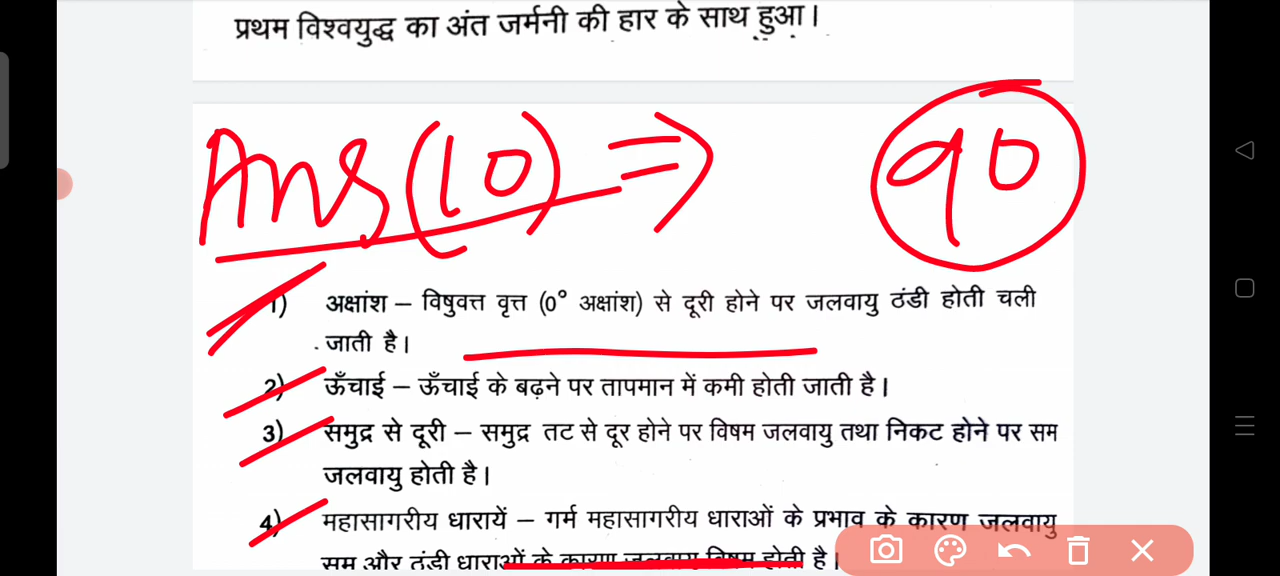 प्रथम विश्वयुद्ध का अंत जर्मनी की हार के साथ हुआ।
Ans(10) ⇒ 90
1) अक्षांश – विषुवत्त वृत्त (0° अक्षांश) से दूरी होने पर जलवायु ठंडी होती चली
जाती है।
2) ऊँचाई – ऊँचाई के बढ़ने पर तापमान में कमी होती जाती है।
3) समुद्र से दूरी – समुद्र तट से दूर होने पर विषम जलवायु तथा निकट होने पर सम
जलवायु होती है।
4) महासागरीय धारायें – गर्म महासागरीय धाराओं के प्रभाव के कारण जलवायु
सम और ठंडी धाराओं के कारण जलवायु विषम होती है।